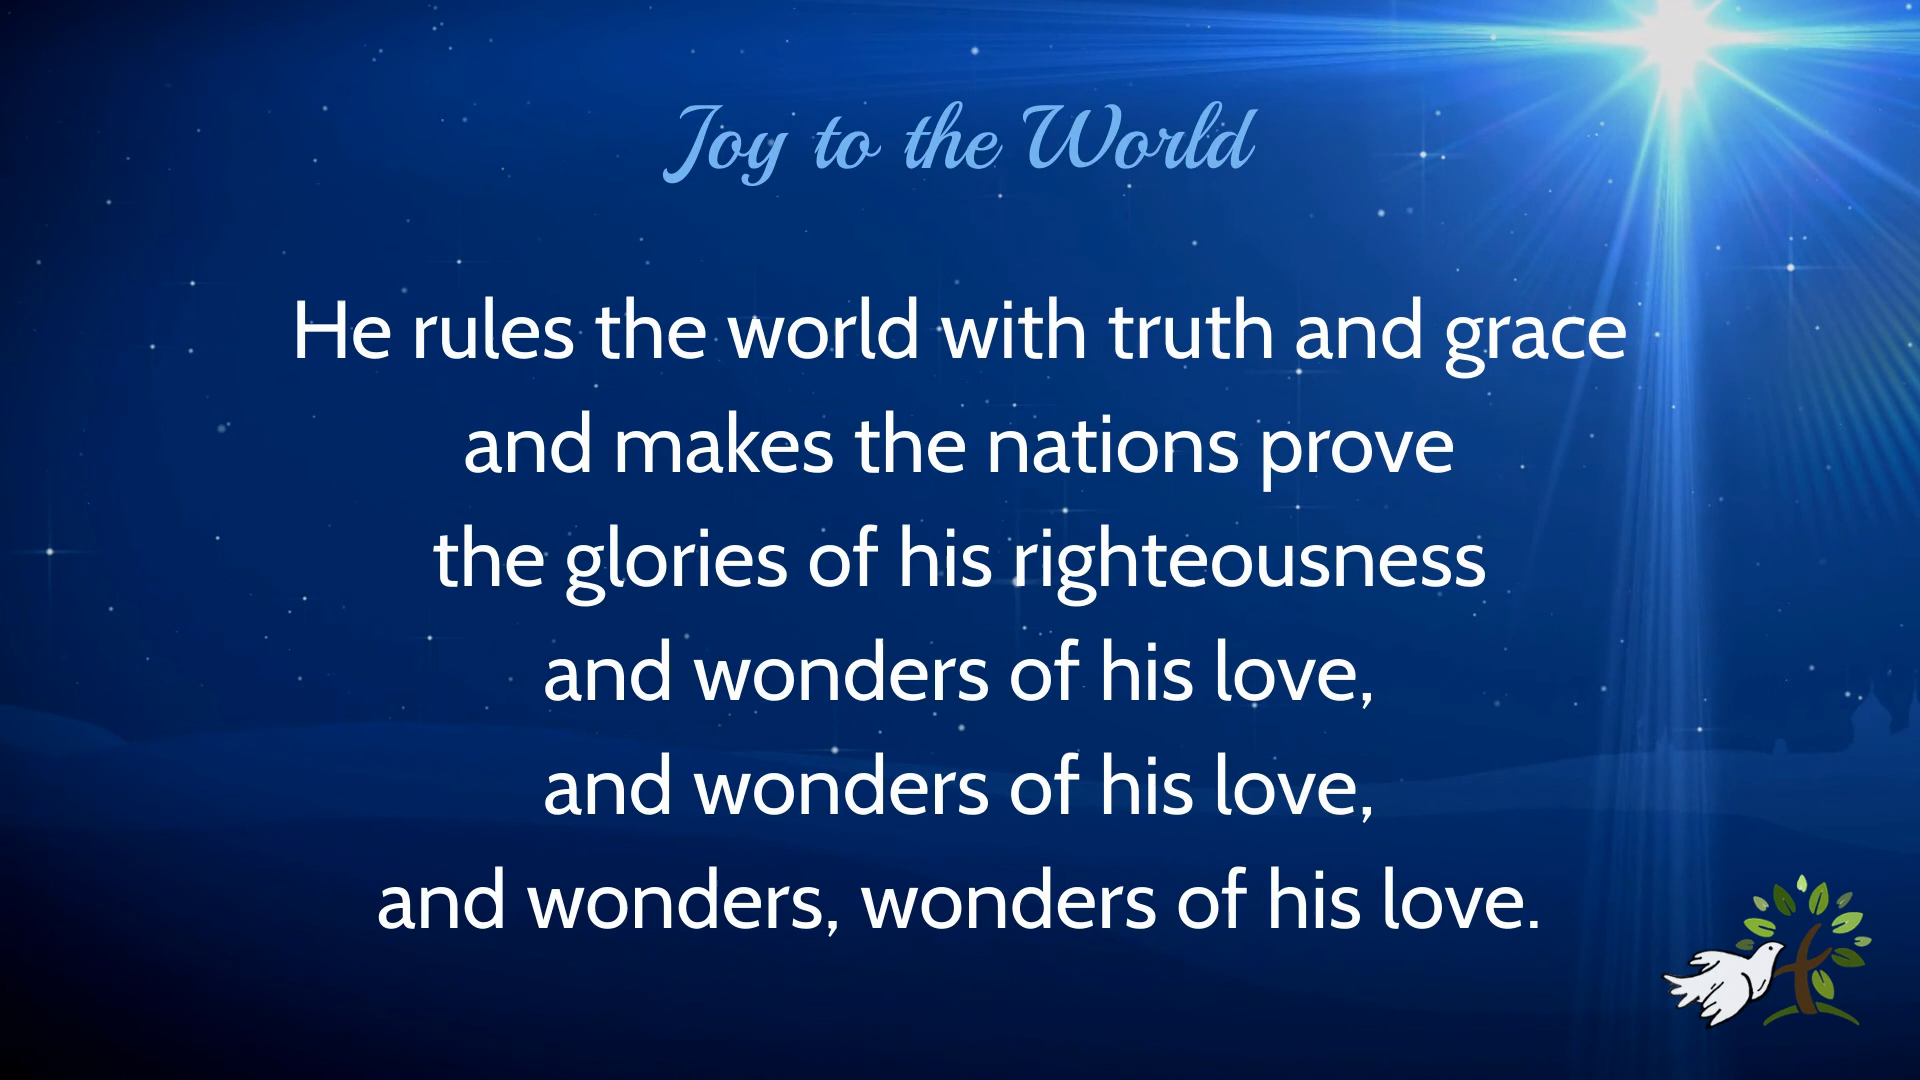 Joy to the World
He rules the world with truth and grace
and makes the nations prove
the glories of his righteousness
and wonders of his love,
and wonders of his love,
and wonders, wonders of his love.